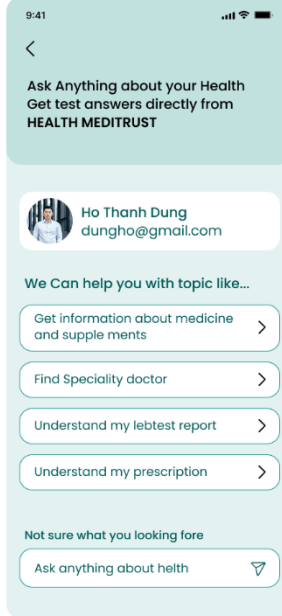 9:41
Ask Anything about your Health
Get test answers directly from
HEALTH MEDITRUST
Ho Thanh Dung
dungho@gmail.com
We Can help you with topic like...
Get information about medicine
and supple ments
Find Speciality doctor
Understand my lebtest report
Understand my prescription
Not sure what you looking fore
Ask anything about helth